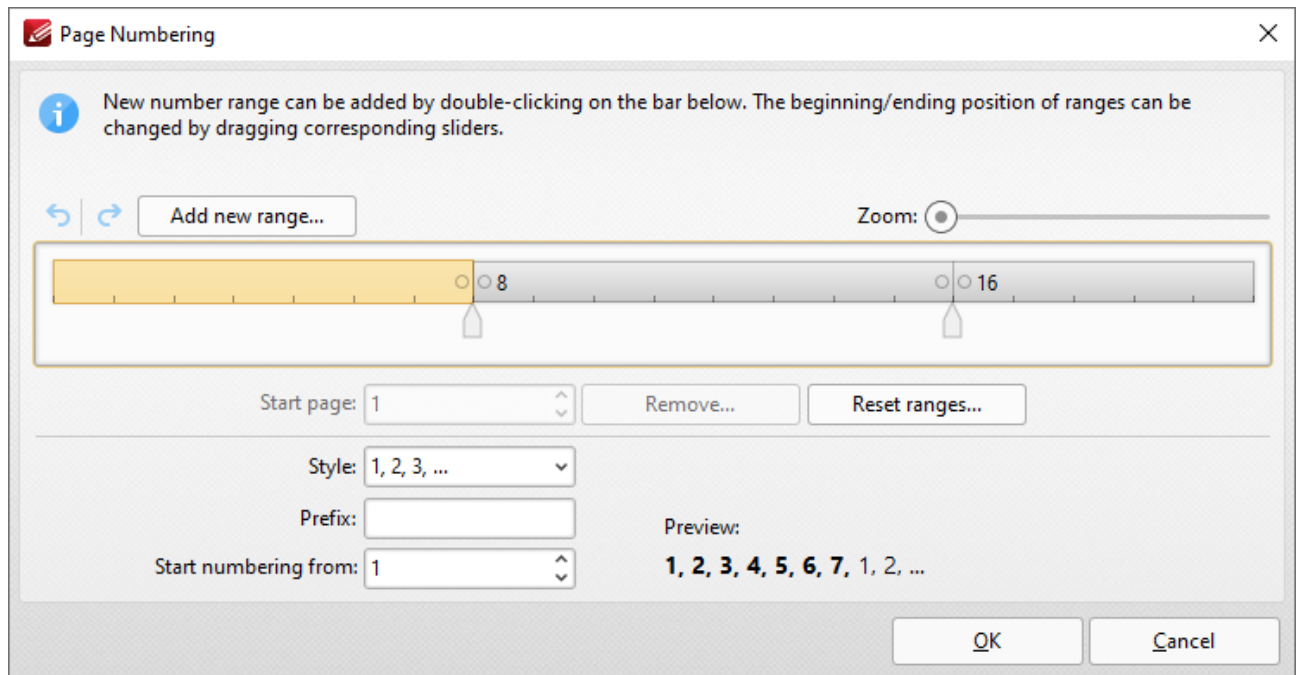 Page Numbering
New number range can be added by double-clicking on the bar below. The beginning/ending position of ranges can be
changed by dragging corresponding sliders.
Add new range...
Zoom:
8
16
Start page: 1
Remove...
Reset ranges...
Style: 1, 2, 3, ...
Prefix:
Preview:
Start numbering from: 1
1, 2, 3, 4, 5, 6, 7, 1, 2, ...
OK
Cancel